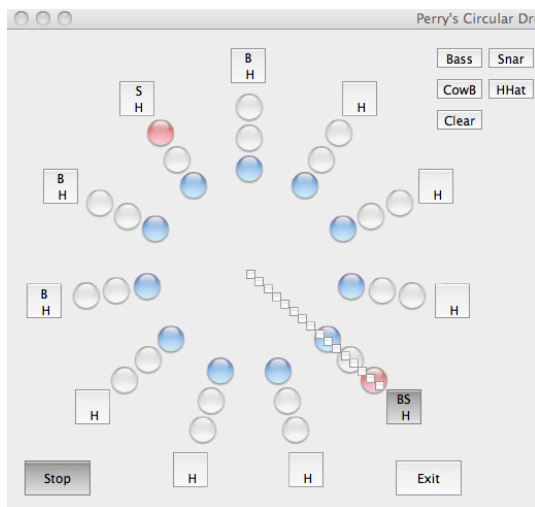 Perry's Circular Dr
B
H
Bass Snar
S
H
H
CowB HHat
Clear
B
H
H
B
H
H
H
BS
H
H
H
Stop
Exit